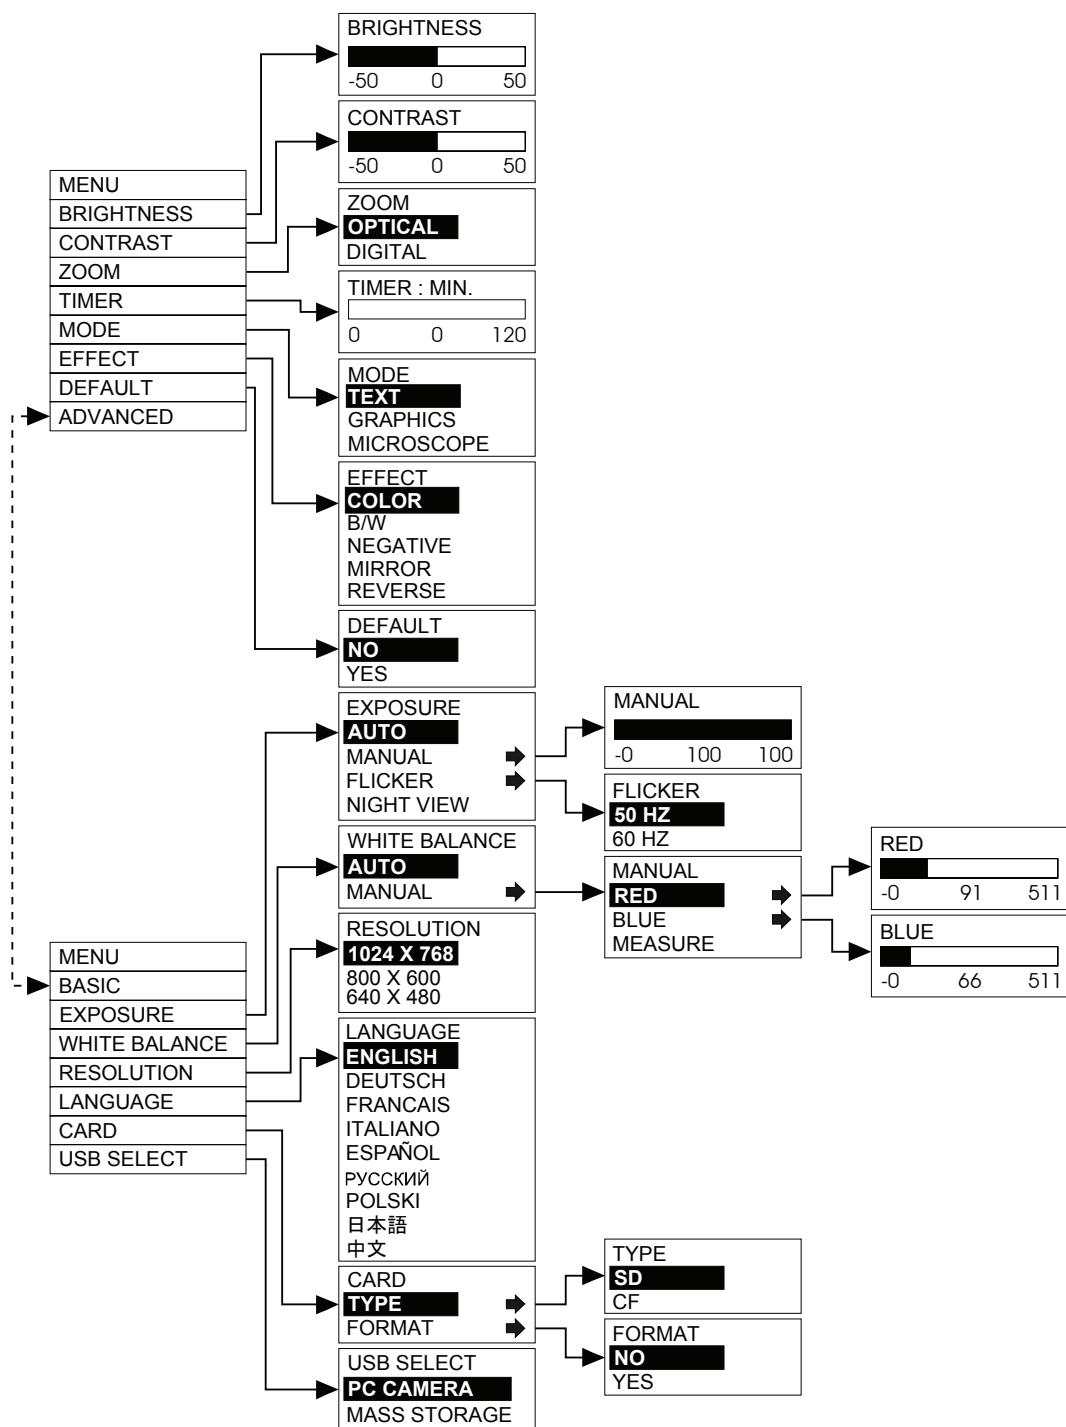 BRIGHTNESS
-50 0 50
CONTRAST
-50 0 50
MENU
BRIGHTNESS
CONTRAST
ZOOM
TIMER
MODE
EFFECT
DEFAULT
ADVANCED
ZOOM
OPTICAL
DIGITAL
TIMER : MIN.
0 0 120
MODE
TEXT
GRAPHICS
MICROSCOPE
EFFECT
COLOR
B/W
NEGATIVE
MIRROR
REVERSE
DEFAULT
NO
YES
EXPOSURE
AUTO
MANUAL
FLICKER
NIGHT VIEW
MANUAL
-0 100 100
FLICKER
50 HZ
60 HZ
WHITE BALANCE
AUTO
MANUAL
MANUAL
RED
BLUE
MEASURE
RED
-0 91 511
BLUE
-0 66 511
MENU
BASIC
EXPOSURE
WHITE BALANCE
RESOLUTION
LANGUAGE
CARD
USB SELECT
RESOLUTION
1024 X 768
800 X 600
640 X 480
LANGUAGE
ENGLISH
DEUTSCH
FRANCAIS
ITALIANO
ESPAÑOL
РУССКИЙ
POLSKI
日本語
中文
CARD
TYPE
FORMAT
TYPE
SD
CF
FORMAT
NO
YES
USB SELECT
PC CAMERA
MASS STORAGE